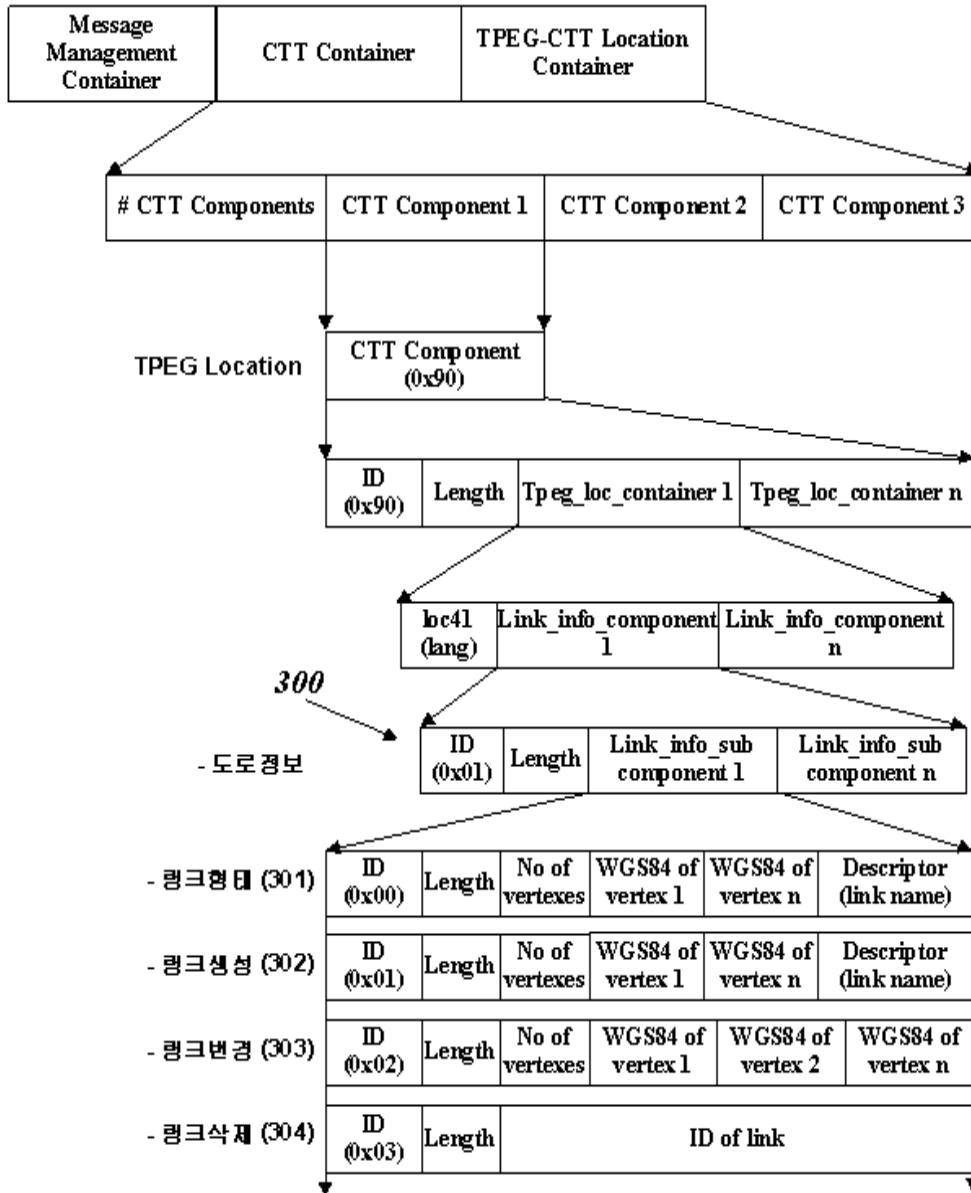 Message Management Container
CTT Container
TPEG-CTT Location Container
# CTT Components
CTT Component 1
CTT Component 2
CTT Component 3
TPEG Location
CTT Component (0x90)
ID (0x90)
Length
Tpeg_loc_container 1
Tpeg_loc_container n
loc41 (lang)
Link_info_component 1
Link_info_component n
300
- 도로정보
ID (0x01)
Length
Link_info_sub component 1
Link_info_sub component n
- 링크형태 (301)
ID (0x00)
Length
No of vertexes
WGS84 of vertex 1
WGS84 of vertex n
Descriptor (link name)
- 링크생성 (302)
ID (0x01)
Length
No of vertexes
WGS84 of vertex 1
WGS84 of vertex n
Descriptor (link name)
- 링크변경 (303)
ID (0x02)
Length
No of vertexes
WGS84 of vertex 1
WGS84 of vertex 2
WGS84 of vertex n
- 링크삭제 (304)
ID (0x03)
Length
ID of link